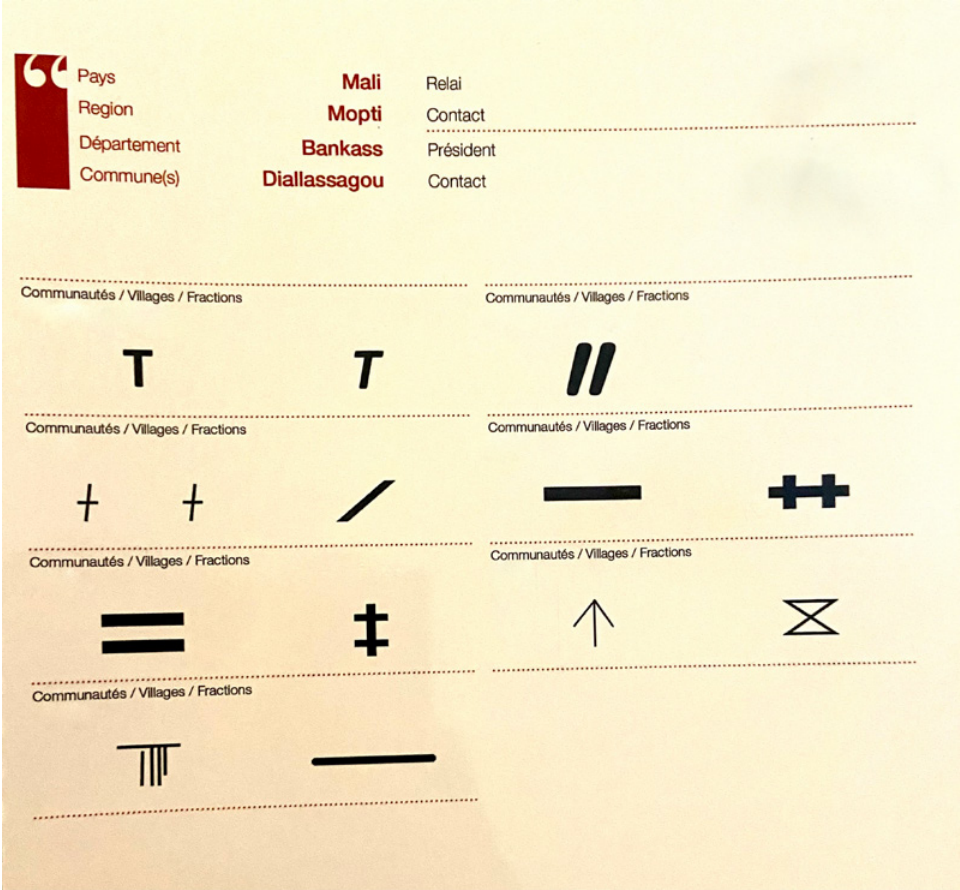 Pays Mali Relai
Region Mopti Contact
Département Bankass Président
Commune(s) Diallassagou Contact
Communautés / Villages / Fractions
Communautés / Villages / Fractions
T T
Communautés / Villages / Fractions
Communautés / Villages / Fractions
Communautés / Villages / Fractions
Communautés / Villages / Fractions
Communautés / Villages / Fractions